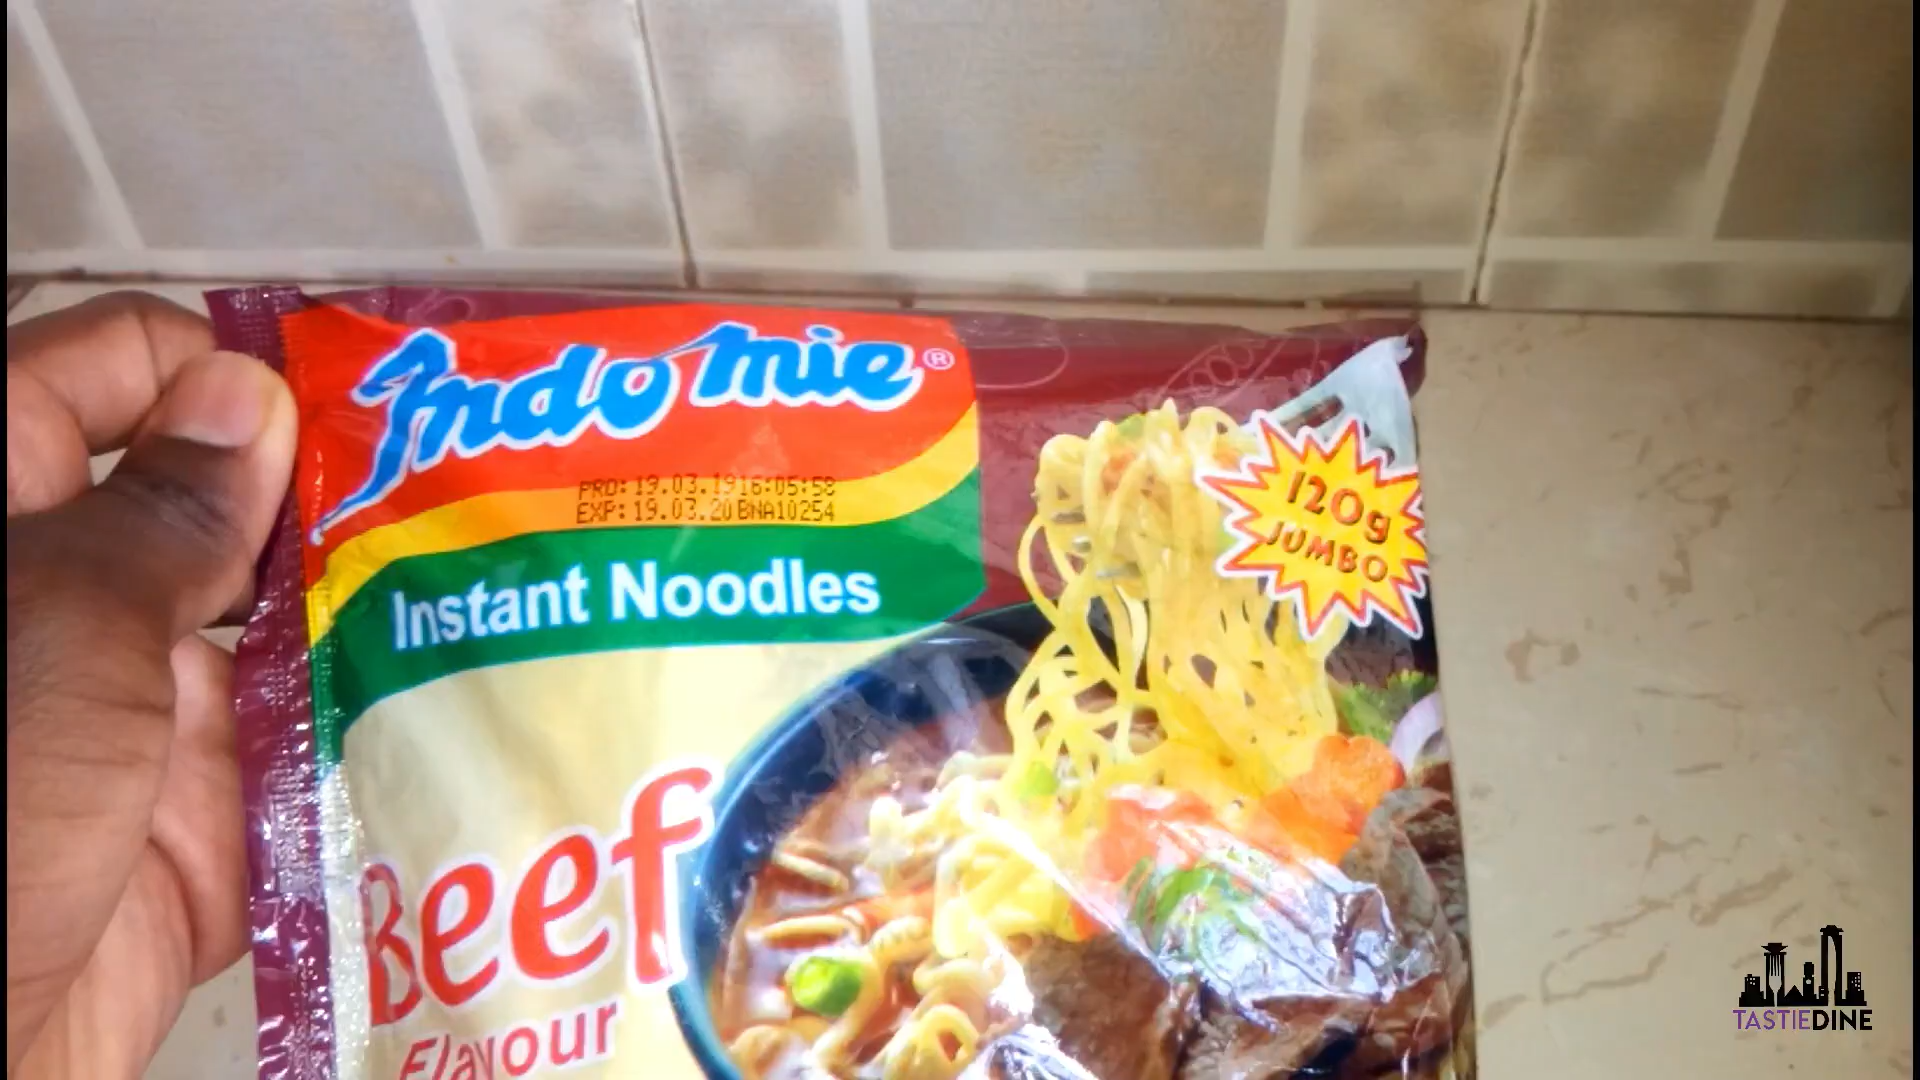 Indomie®
PRD: 19.03.1916:05:58
EXP: 19.03.20 BNA10254
Instant Noodles
120g
JUMBO
Beef
Flavour
TASTIEDINE